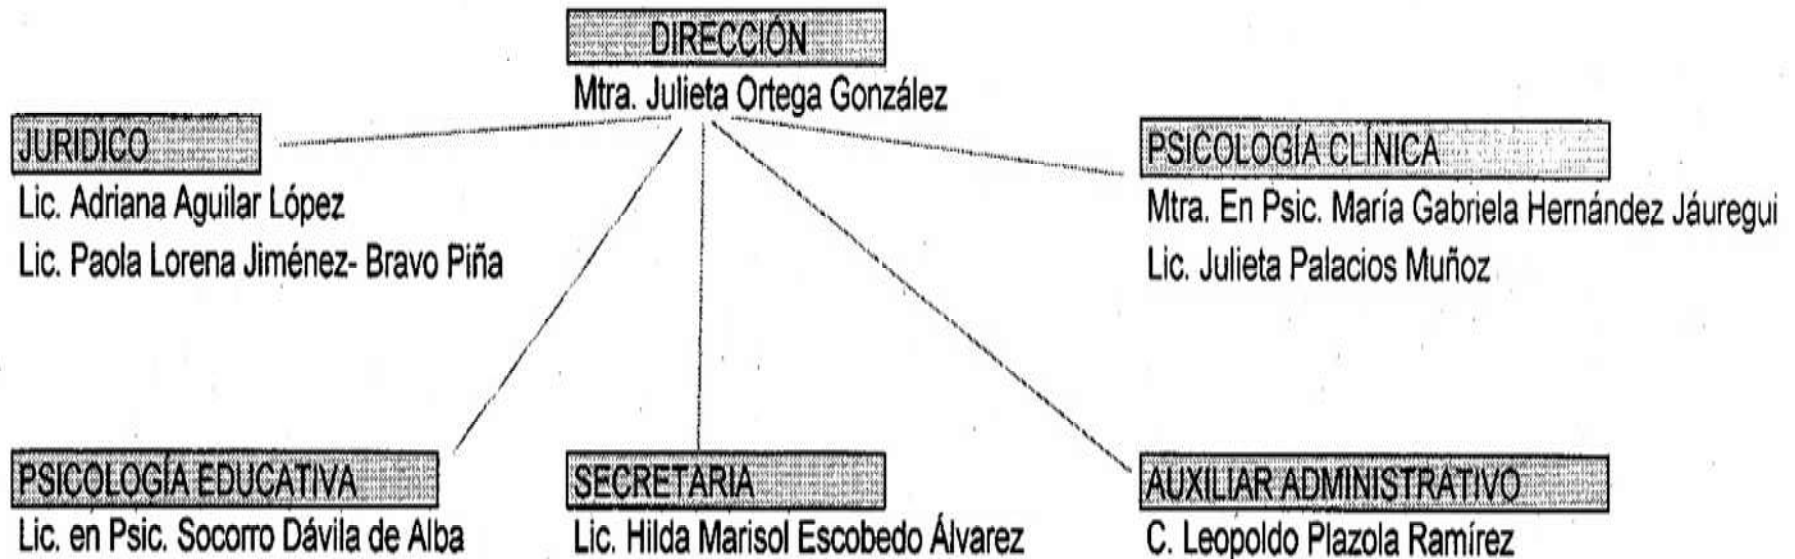 DIRECCIÓN
Mtra. Julieta Ortega González
JURIDICO
Lic. Adriana Aguilar López
Lic. Paola Lorena Jiménez- Bravo Piña
PSICOLOGÍA CLÍNICA
Mtra. En Psic. María Gabriela Hernández Jáuregui
Lic. Julieta Palacios Muñoz
PSICOLOGÍA EDUCATIVA
Lic. en Psic. Socorro Dávila de Alba
SECRETARIA
Lic. Hilda Marisol Escobedo Álvarez
AUXILIAR ADMINISTRATIVO
C. Leopoldo Plazola Ramírez